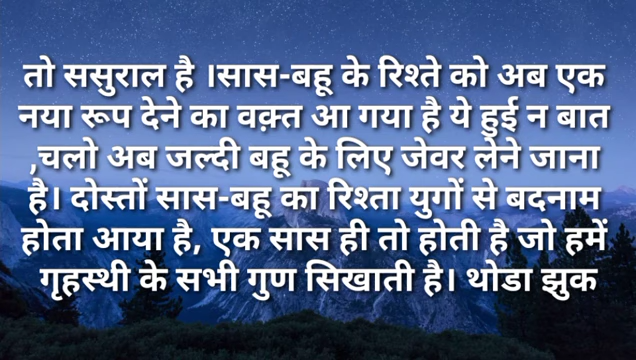 तो ससुराल है ।सास-बहू के रिश्ते को अब एक
नया रूप देने का वक़्त आ गया है ये हुई न बात
,चलो अब जल्दी बहू के लिए जेवर लेने जाना
है। दोस्तों सास-बहू का रिश्ता युगों से बदनाम
होता आया है, एक सास ही तो होती है जो हमें
गृहस्थी के सभी गुण सिखाती है। थोडा झुक